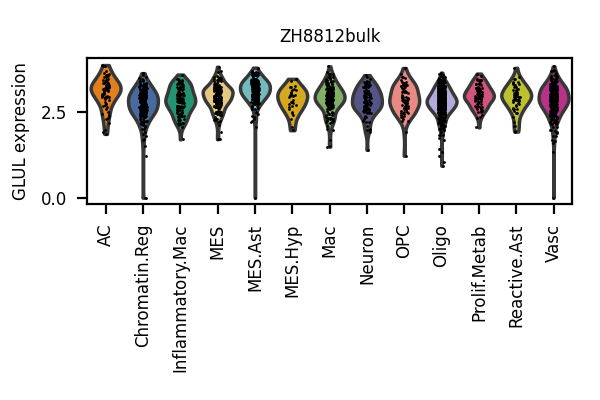 ZH8812bulk
GLUL expression
2.5
0.0
AC
Chromatin.Reg
Inflammatory.Mac
MES
MES.Ast
MES.Hyp
Mac
Neuron
OPC
Oligo
Prolif.Metab
Reactive.Ast
Vasc